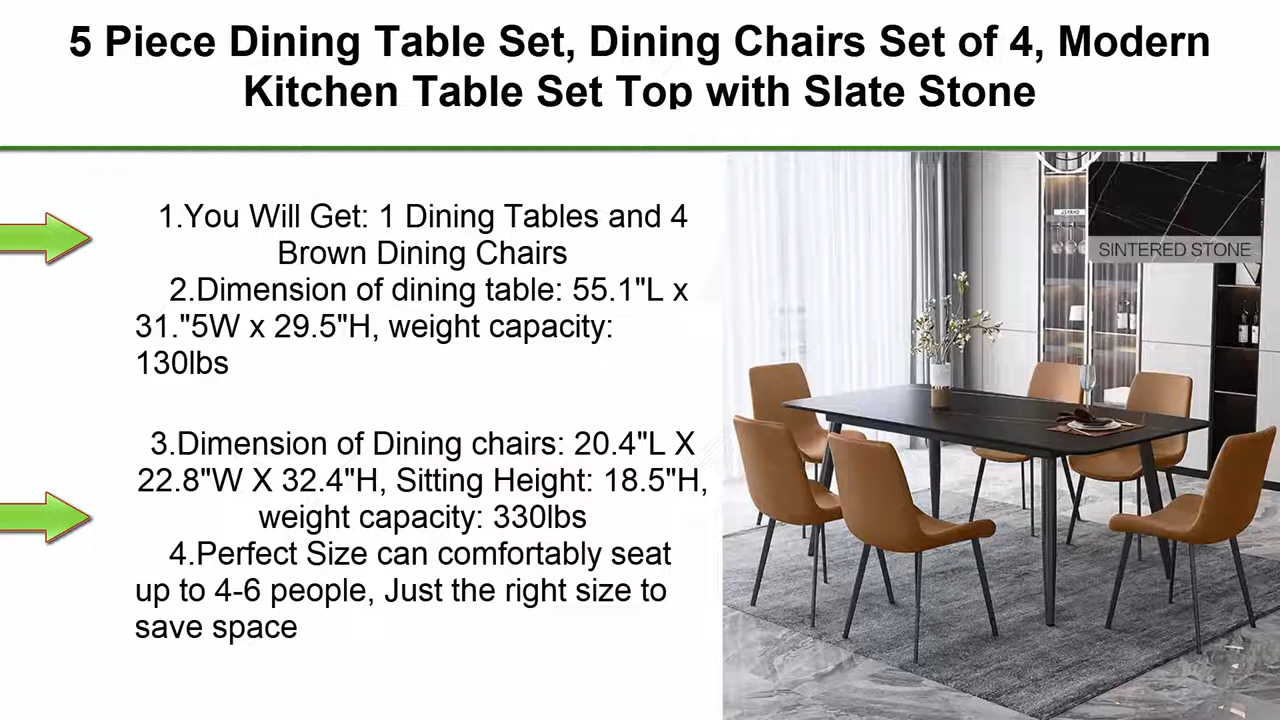 5 Piece Dining Table Set, Dining Chairs Set of 4, Modern
Kitchen Table Set Top with Slate Stone
1.You Will Get: 1 Dining Tables and 4
Brown Dining Chairs
2.Dimension of dining table: 55.1"L x
31."5W x 29.5"H, weight capacity:
130lbs
3.Dimension of Dining chairs: 20.4"L X
22.8"W X 32.4"H, Sitting Height: 18.5"H,
weight capacity: 330lbs
4.Perfect Size can comfortably seat
up to 4-6 people, Just the right size to
save space
SINTERED STONE